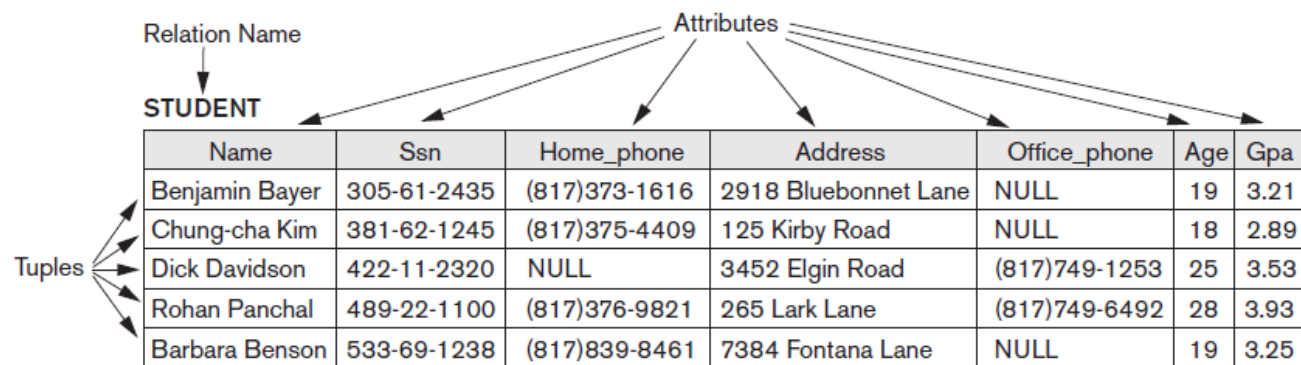 Relation Name
Attributes
STUDENT
Name Ssn Home_phone Address Office_phone Age Gpa
Benjamin Bayer 305-61-2435 (817)373-1616 2918 Bluebonnet Lane NULL 19 3.21
Chung-cha Kim 381-62-1245 (817)375-4409 125 Kirby Road NULL 18 2.89
Tuples Dick Davidson 422-11-2320 NULL 3452 Elgin Road (817)749-1253 25 3.53
Rohan Panchal 489-22-1100 (817)376-9821 265 Lark Lane (817)749-6492 28 3.93
Barbara Benson 533-69-1238 (817)839-8461 7384 Fontana Lane NULL 19 3.25